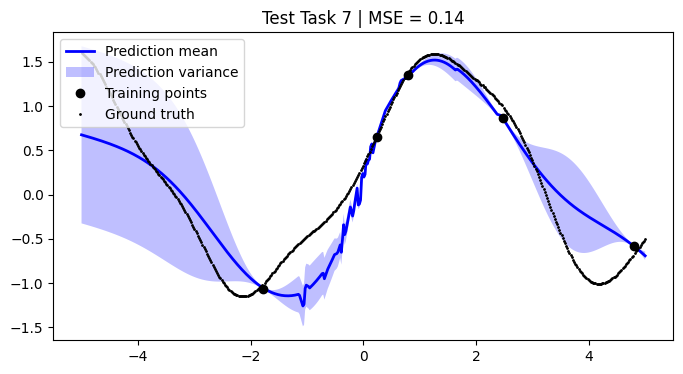 Test Task 7 | MSE = 0.14
Prediction mean
Prediction variance
Training points
Ground truth
1.5
1.0
0.5
0.0
−0.5
−1.0
−1.5
−4
−2
0
2
4